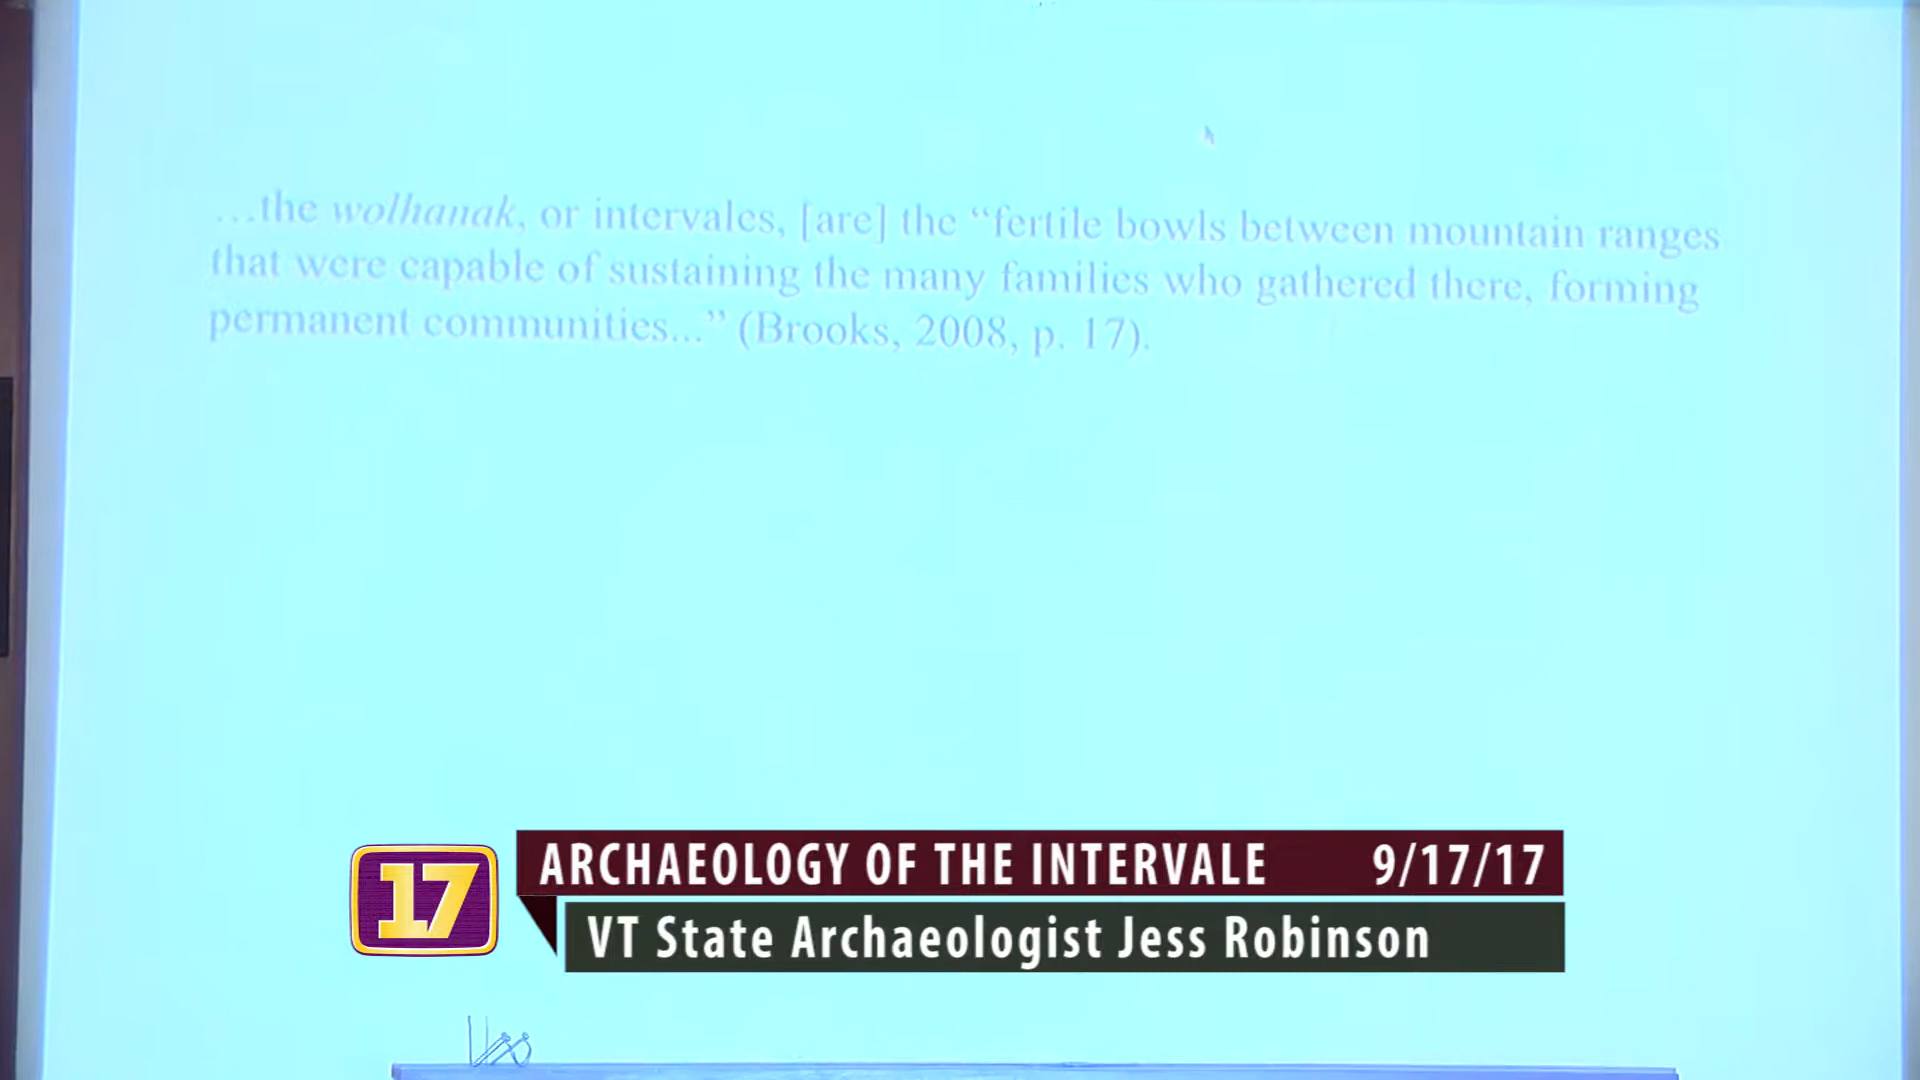 …the wolhanak, or intervales, [are] the “fertile bowls between mountain ranges
that were capable of sustaining the many families who gathered there, forming
permanent communities...” (Brooks, 2008, p. 17).
17
ARCHAEOLOGY OF THE INTERVALE 9/17/17
VT State Archaeologist Jess Robinson